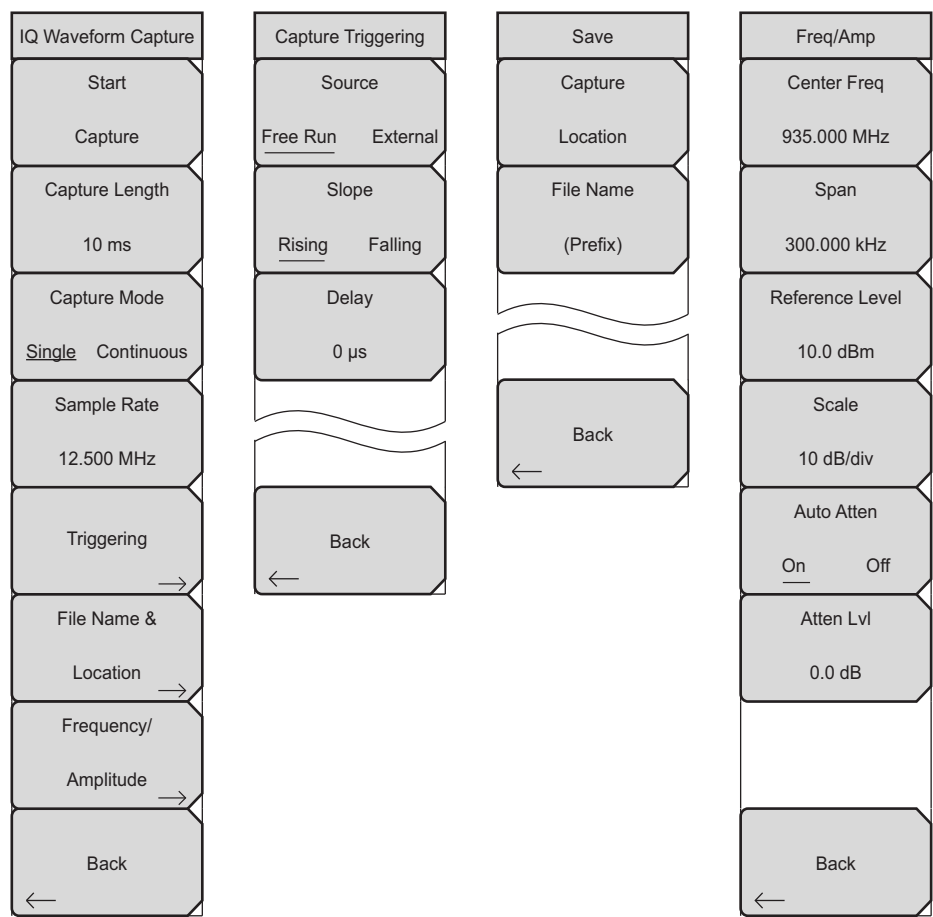 IQ Waveform Capture
Start
Capture
Capture Length
10 ms
Capture Mode
Single Continuous
Sample Rate
12.500 MHz
Triggering
File Name &
Location
Frequency/
Amplitude
Back
Capture Triggering
Source
Free Run External
Slope
Rising Falling
Delay
0 µs
Back
Save
Capture
Location
File Name
(Prefix)
Back
Freq/Amp
Center Freq
935.000 MHz
Span
300.000 kHz
Reference Level
10.0 dBm
Scale
10 dB/div
Auto Atten
On Off
Atten Lvl
0.0 dB
Back